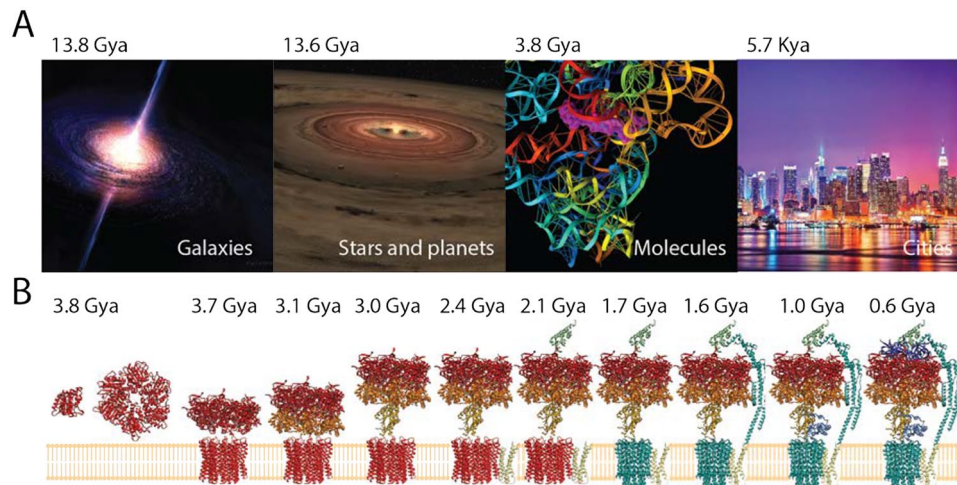 A
13.8 Gya 13.6 Gya 3.8 Gya 5.7 Kya
Galaxies Stars and planets Molecules Cities
B
3.8 Gya 3.7 Gya 3.1 Gya 3.0 Gya 2.4 Gya 2.1 Gya 1.7 Gya 1.6 Gya 1.0 Gya 0.6 Gya